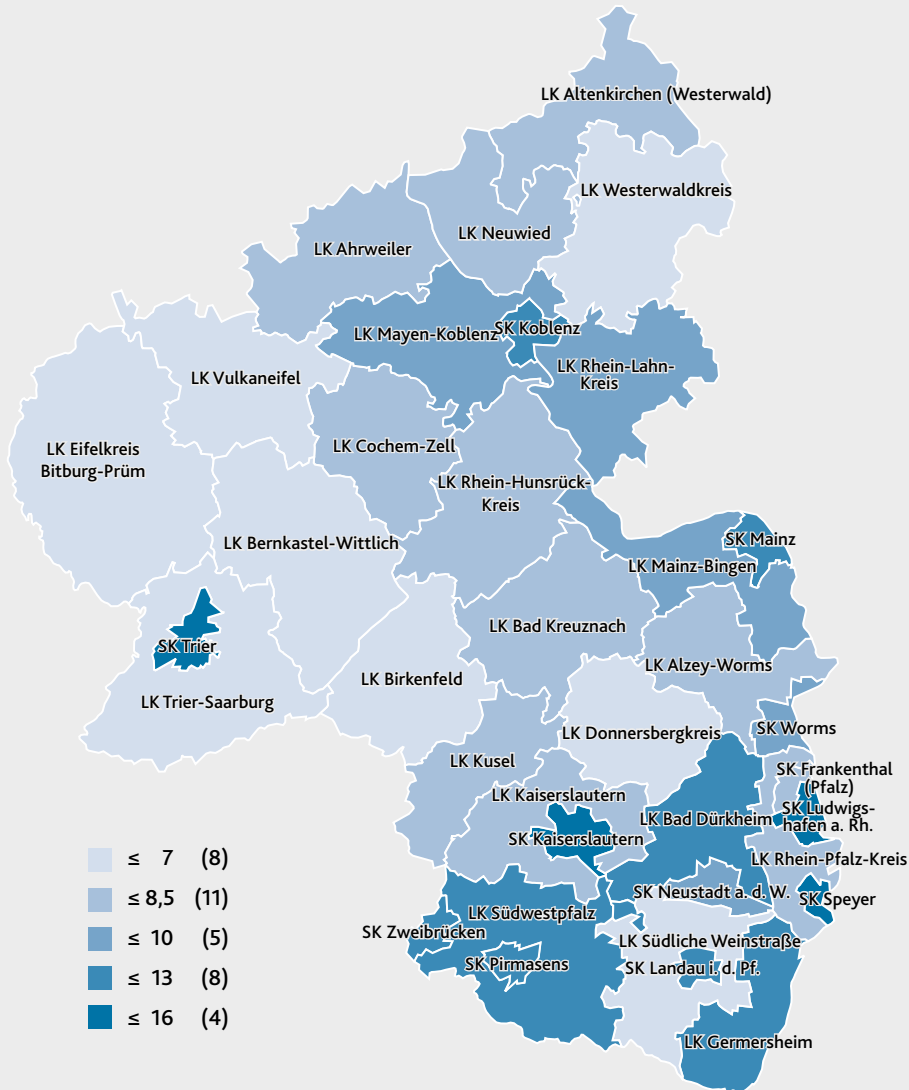 LK Altenkirchen (Westerwald)
LK Westerwaldkreis
LK Neuwied
LK Ahrweiler
SK Koblenz
LK Mayen-Koblenz
LK Rhein-Lahn-
Kreis
LK Vulkaneifel
LK Cochem-Zell
LK Eifelkreis
Bitburg-Prüm
LK Rhein-Hunsrück-
Kreis
SK Mainz
LK Bernkastel-Wittlich
LK Mainz-Bingen
LK Bad Kreuznach
SK Trier
LK Alzey-Worms
LK Birkenfeld
LK Trier-Saarburg
SK Worms
LK Donnersbergkreis
LK Kusel
SK Frankenthal
(Pfalz)
LK Kaiserslautern
SK Ludwigs-
hafen a. Rh.
LK Bad Dürkheim
SK Kaiserslautern
LK Rhein-Pfalz-Kreis
SK Neustadt a. d. W.
SK Speyer
LK Südwestpfalz
SK Zweibrücken
LK Südliche Weinstraße
SK Pirmasens
SK Landau i. d. Pf.
LK Germersheim
≤ 7 (8)
≤ 8,5 (11)
≤ 10 (5)
≤ 13 (8)
≤ 16 (4)